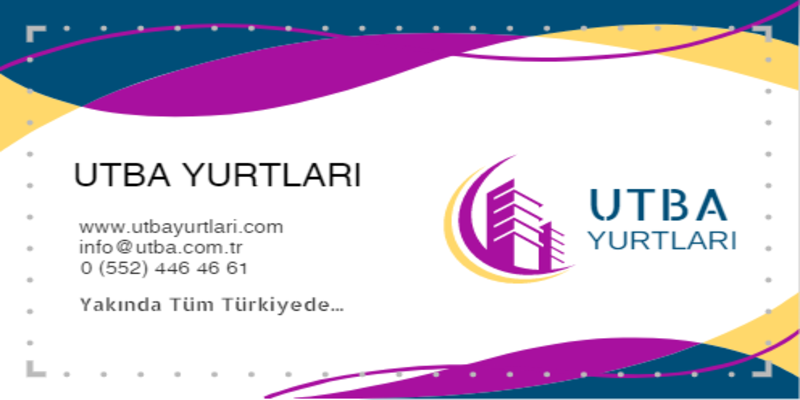 UTBA YURTLARI
www.utbayurtlari.com
info@utba.com.tr
0 (552) 446 46 61
Yakında Tüm Türkiyede...
UTBA
YURTLARI